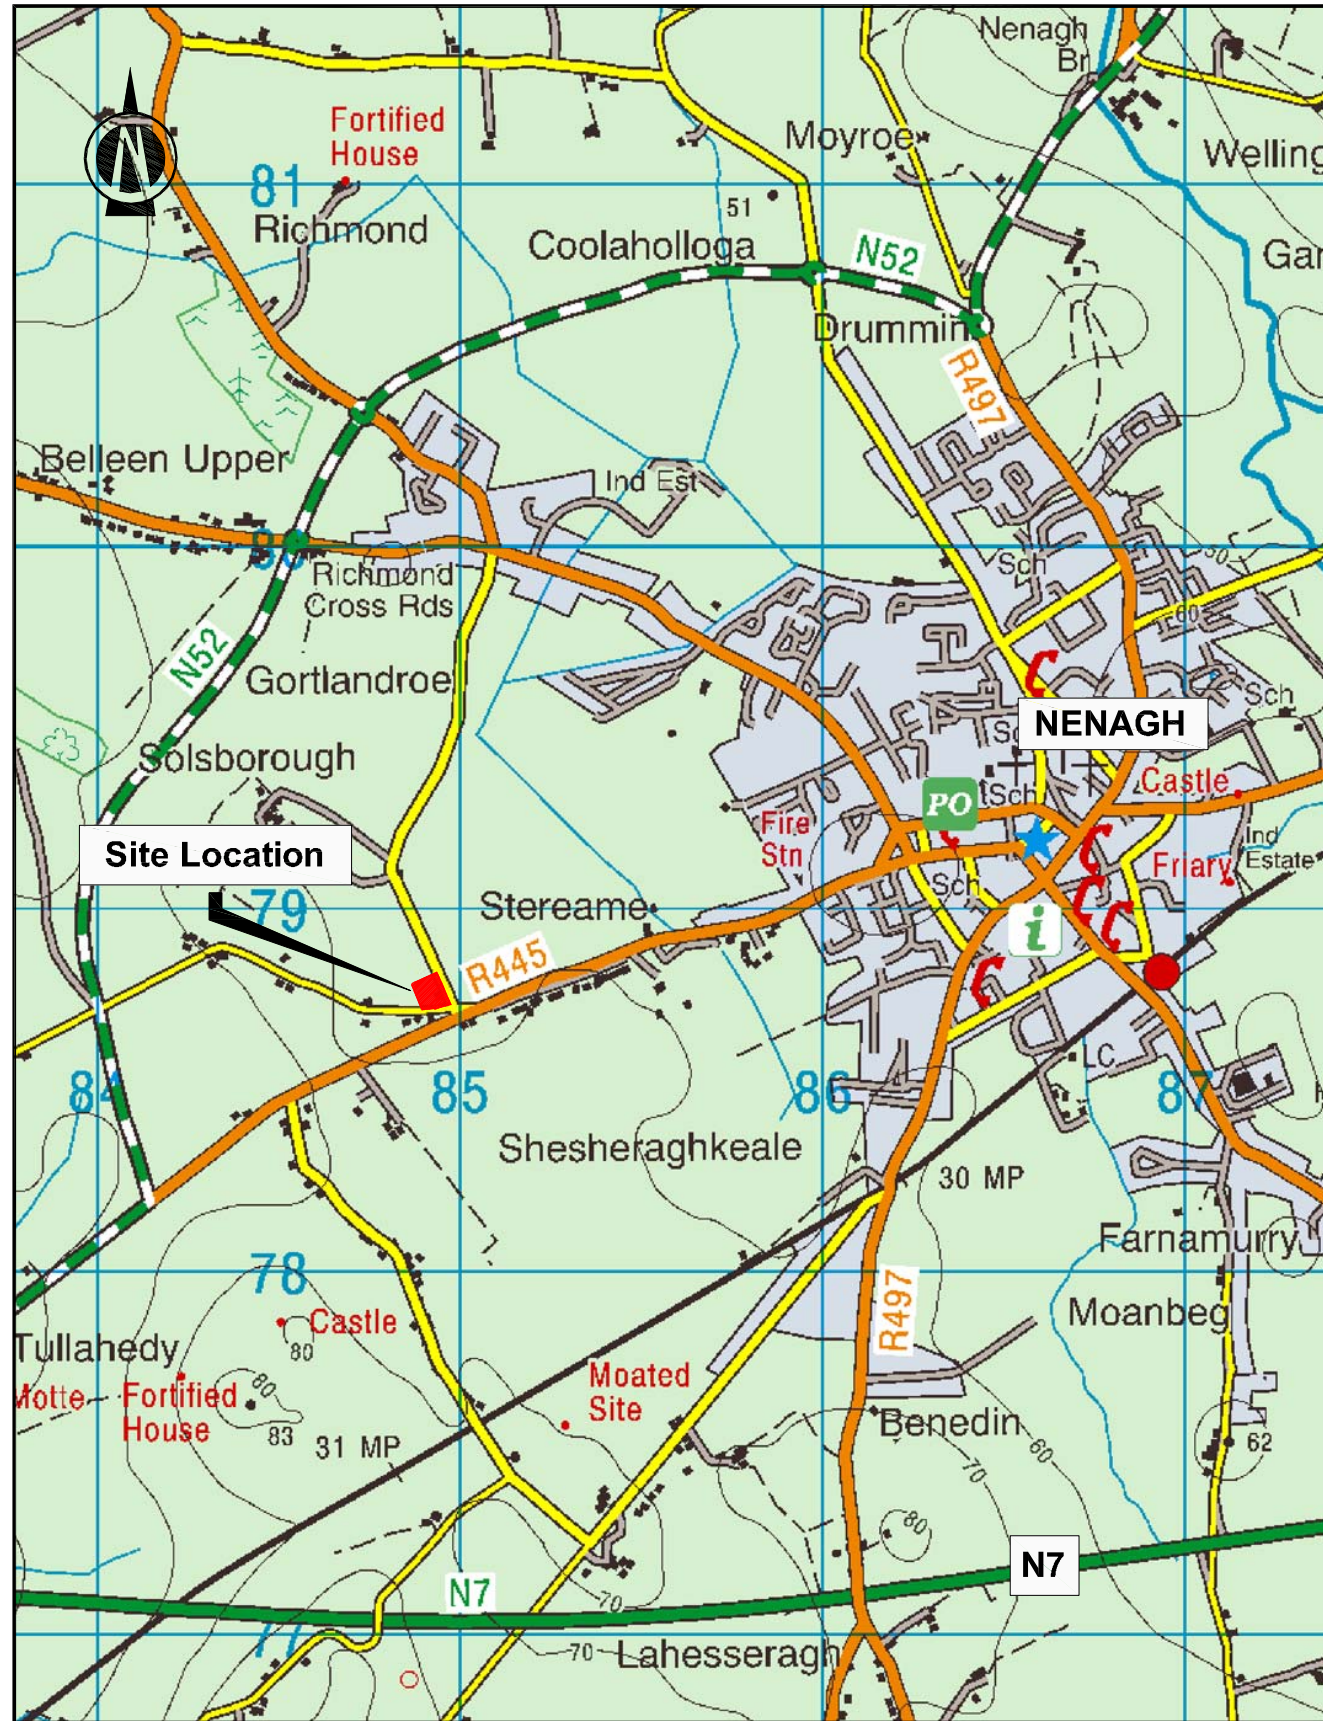 Nenagh
Br
Fortified
House
Moyroe
81
51
Richmond
Coolaholloga
N52
Drummin
R497
Belleen Upper
Ind Est
80
Richmond
Cross Rds
Sch
50
60
N52
Gortlandroe
Sch
NENAGH
Solsborough
PO
Sch
Castle
Fire
Stn
Ind
Estate
Site Location
Friary
Sch
79
Stereame
i
R445
LC
84
85
86
87
Shesheraghkeale
30 MP
Farnamurry
78
R497
Moanbeg
Castle
80
Tullahedy
Motte
Fortified
House
80
83
31 MP
Moated
Site
Benedin
60
62
70
80
N7
N7
70
77
70
Lahesseragh